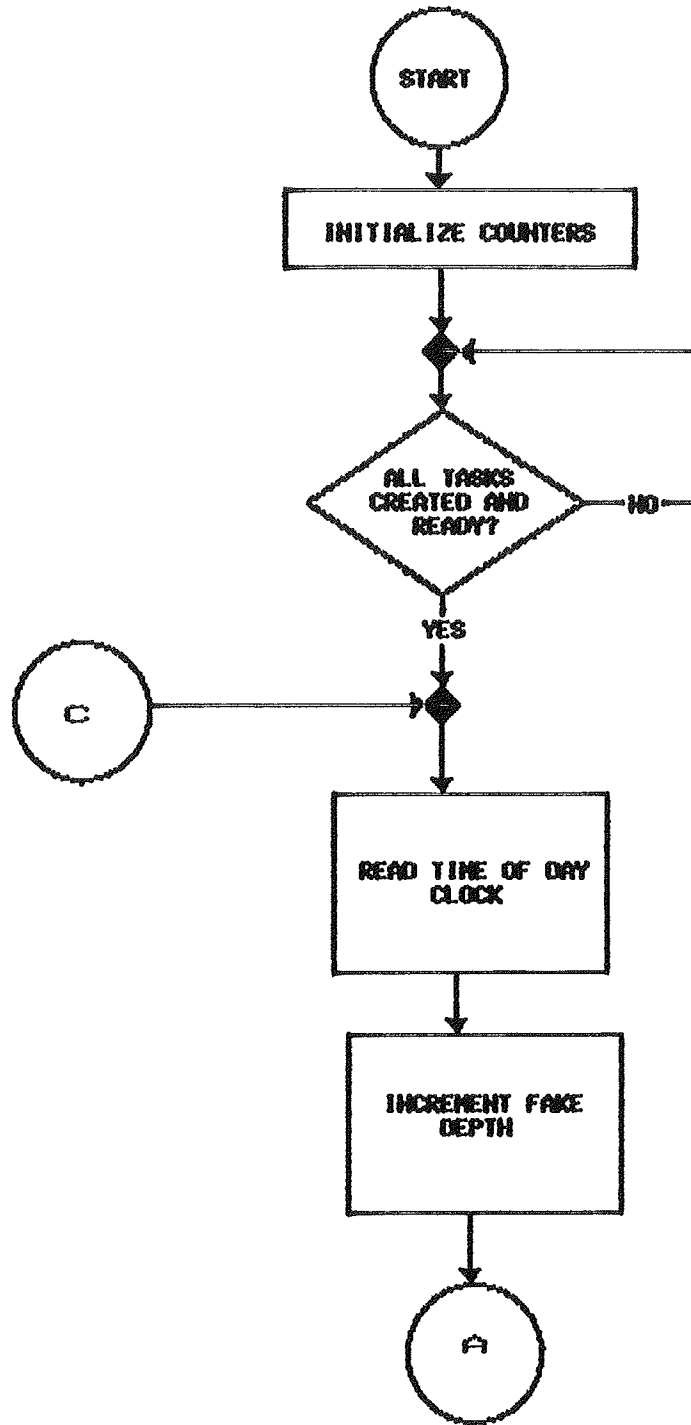 START
INITIALIZE COUNTERS
ALL TASKS
CREATED AND
READY?
NO
YES
C
READ TIME OF DAY
CLOCK
INCREMENT FAKE
DEPTH
A